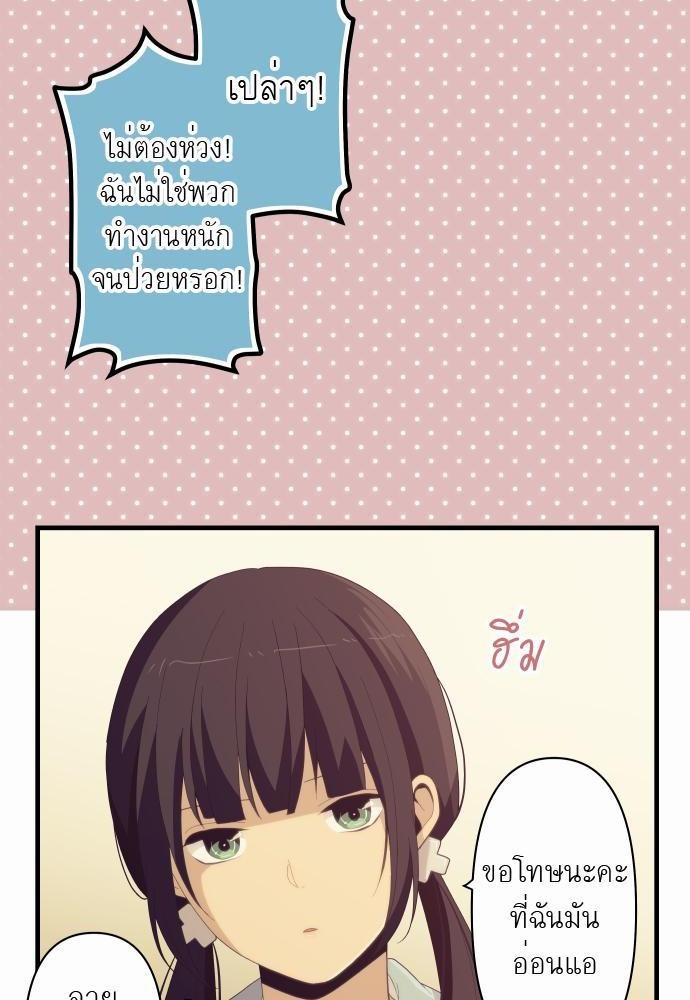 เปล่าๆ!
ไม่ต้องห่วง!
ฉันไม่ใช่พวก
ทำงานหนัก
จนป่วยหรอก!
ฮึ่ม
ขอโทษนะคะ
ที่ฉันมัน
อ่อนแอ